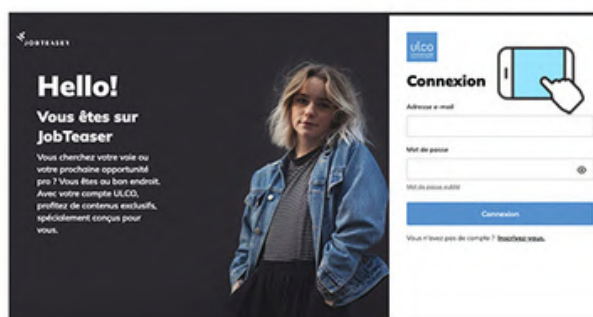 JOBTEASER
Hello!
Vous êtes sur
JobTeaser
Vous cherchez votre voie ou
votre prochaine opportunité
pro ? Vous êtes au bon endroit.
Avec votre compte ULCO,
profitez de contenus exclusifs,
spécialement conçus pour
vous.
ulco
Connexion
Adresse e-mail
Mot de passe
Mot de passe oublié
Connexion
Vous n'avez pas de compte ? Inscrivez-vous.